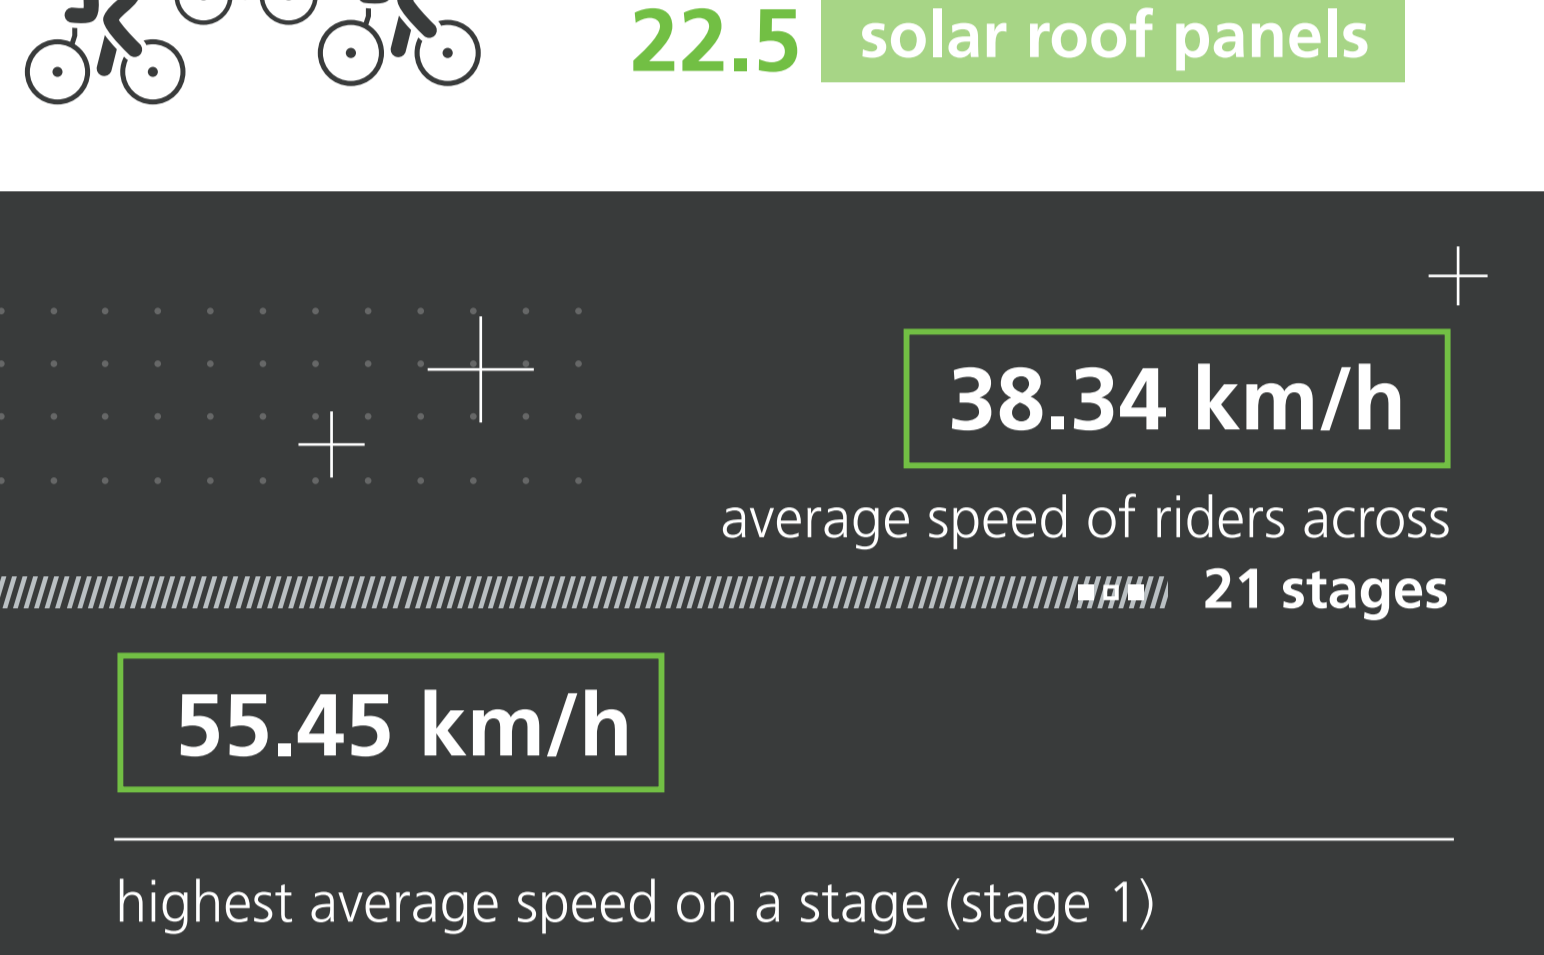 22.5 solar roof panels
38.34 km/h
average speed of riders across
21 stages
55.45 km/h
highest average speed on a stage (stage 1)